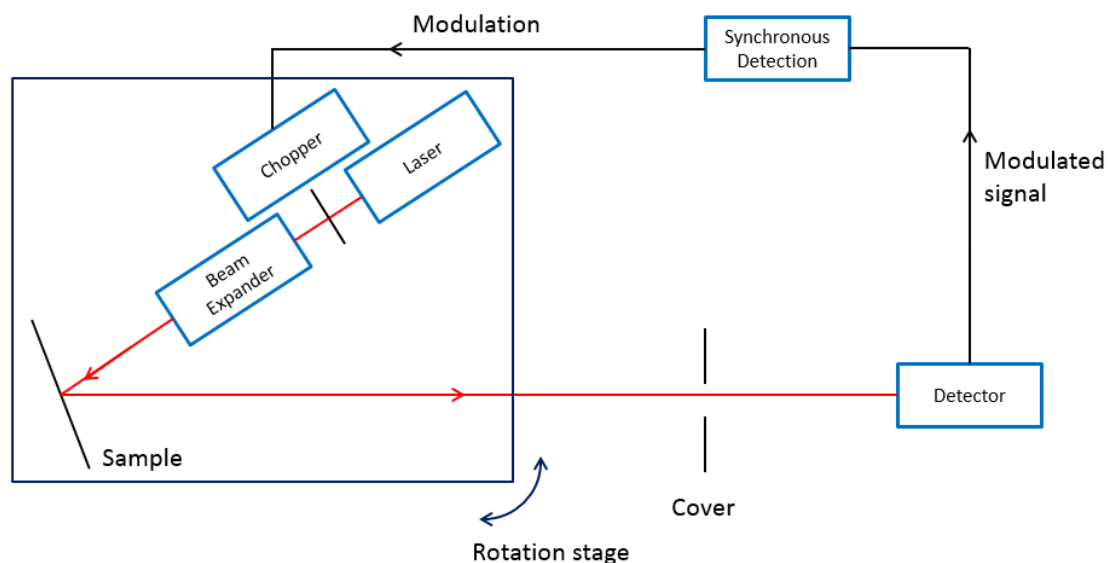 Modulation
Synchronous
Detection
Chopper
Laser
Modulated
signal
Beam
Expander
Detector
Sample
Cover
Rotation stage